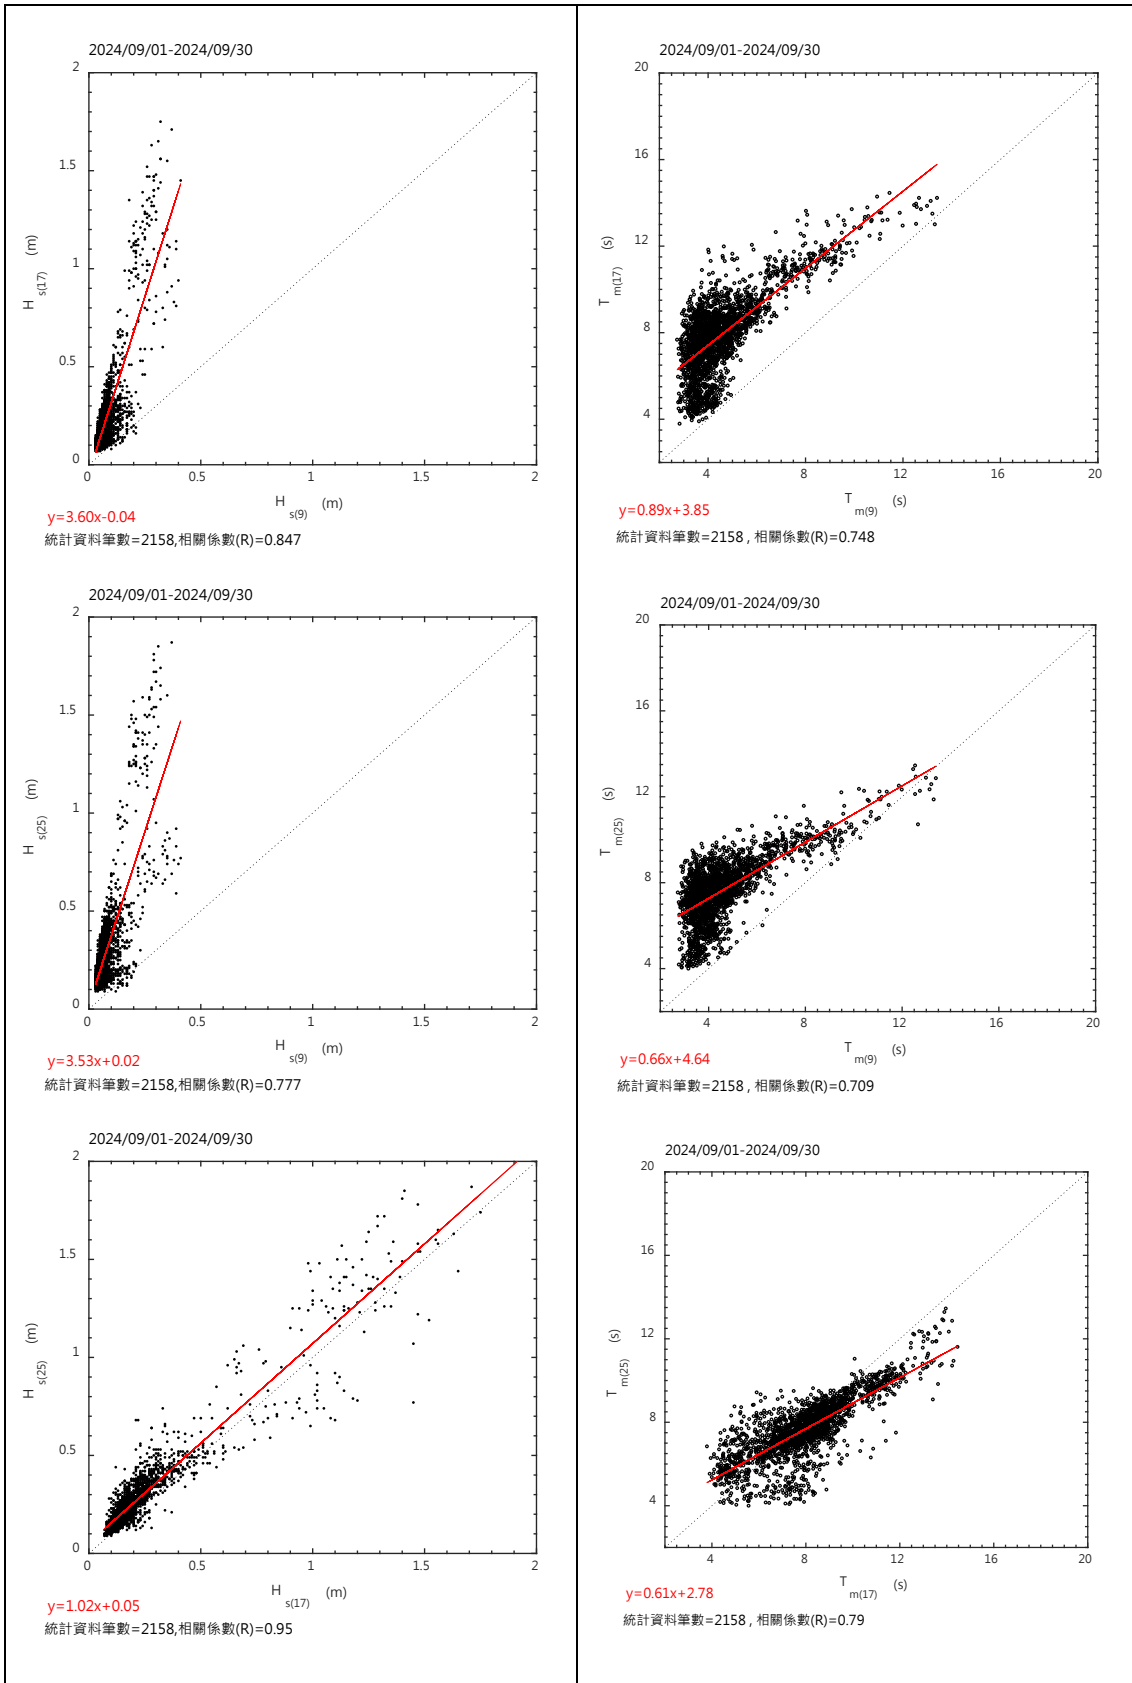 2024/09/01-2024/09/30
2
1.5
1
0.5
0
0
0.5
1
1.5
2
H s(17) (m)
H s(9) (m)
y=3.60x-0.04
統計資料筆數=2158,相關係數(R)=0.847
2024/09/01-2024/09/30
2
1.5
1
0.5
0
0
0.5
1
1.5
2
H s(25) (m)
H s(9) (m)
y=3.53x+0.02
統計資料筆數=2158,相關係數(R)=0.777
2024/09/01-2024/09/30
2
1.5
1
0.5
0
0
0.5
1
1.5
2
H s(25) (m)
H s(17) (m)
y=1.02x+0.05
統計資料筆數=2158,相關係數(R)=0.95
2024/09/01-2024/09/30
20
16
12
8
4
4
8
12
16
20
T m(17) (s)
T m(9) (s)
y=0.89x+3.85
統計資料筆數=2158 , 相關係數(R)=0.748
2024/09/01-2024/09/30
20
16
12
8
4
4
8
12
16
20
T m(25) (s)
T m(9) (s)
y=0.66x+4.64
統計資料筆數=2158 , 相關係數(R)=0.709
2024/09/01-2024/09/30
20
16
12
8
4
4
8
12
16
20
T m(25) (s)
T m(17) (s)
y=0.61x+2.78
統計資料筆數=2158 , 相關係數(R)=0.79